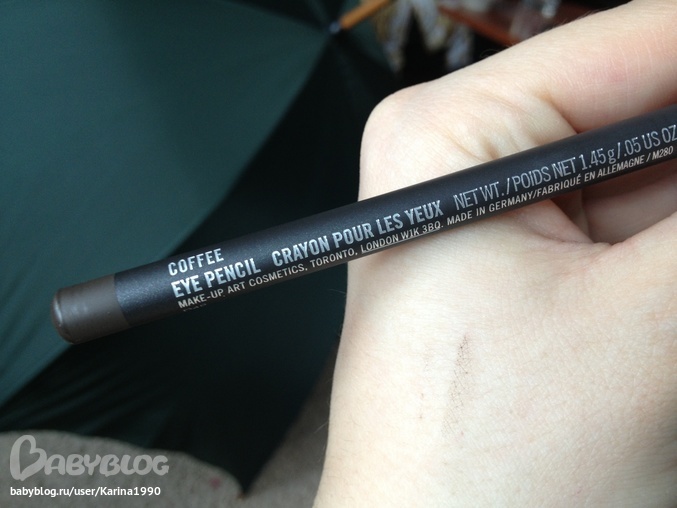 COFFEE
EYE PENCIL CRAYON POUR LES YEUX NET WT. / POIDS NET 1.45 g / .05 US OZ
MAKE-UP ART COSMETICS, TORONTO, LONDON W1K 3BQ. MADE IN GERMANY/FABRIQUÉ EN ALLEMAGNE / M280
BABYBLOG
babyblog.ru/user/Karina1990